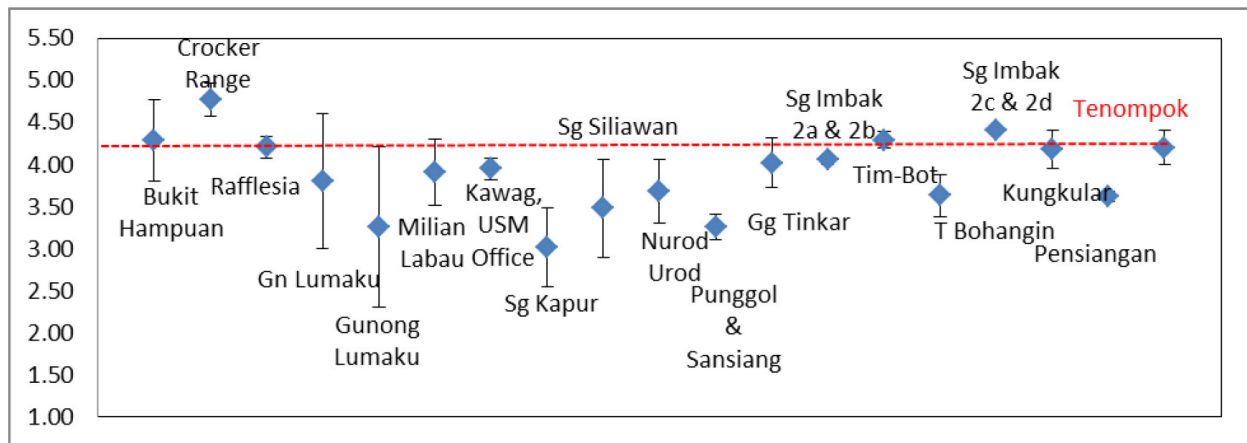 5.50
5.00
4.50
4.00
3.50
3.00
2.50
2.00
1.50
1.00
Bukit
Hampuan
Crocker
Range
Rafflesia
Gn Lumaku
Gunong
Lumaku
Milian
Labau
Kawag,
USM
Office
Sg Kapur
Sg Siliawan
Nurod
Urod
Punggol
&
Sansiang
Gg Tinkar
Sg Imbak
2a & 2b
Tim-Bot
T Bohangin
Sg Imbak
2c & 2d
Kungkular
Pensiangan
Tenompok